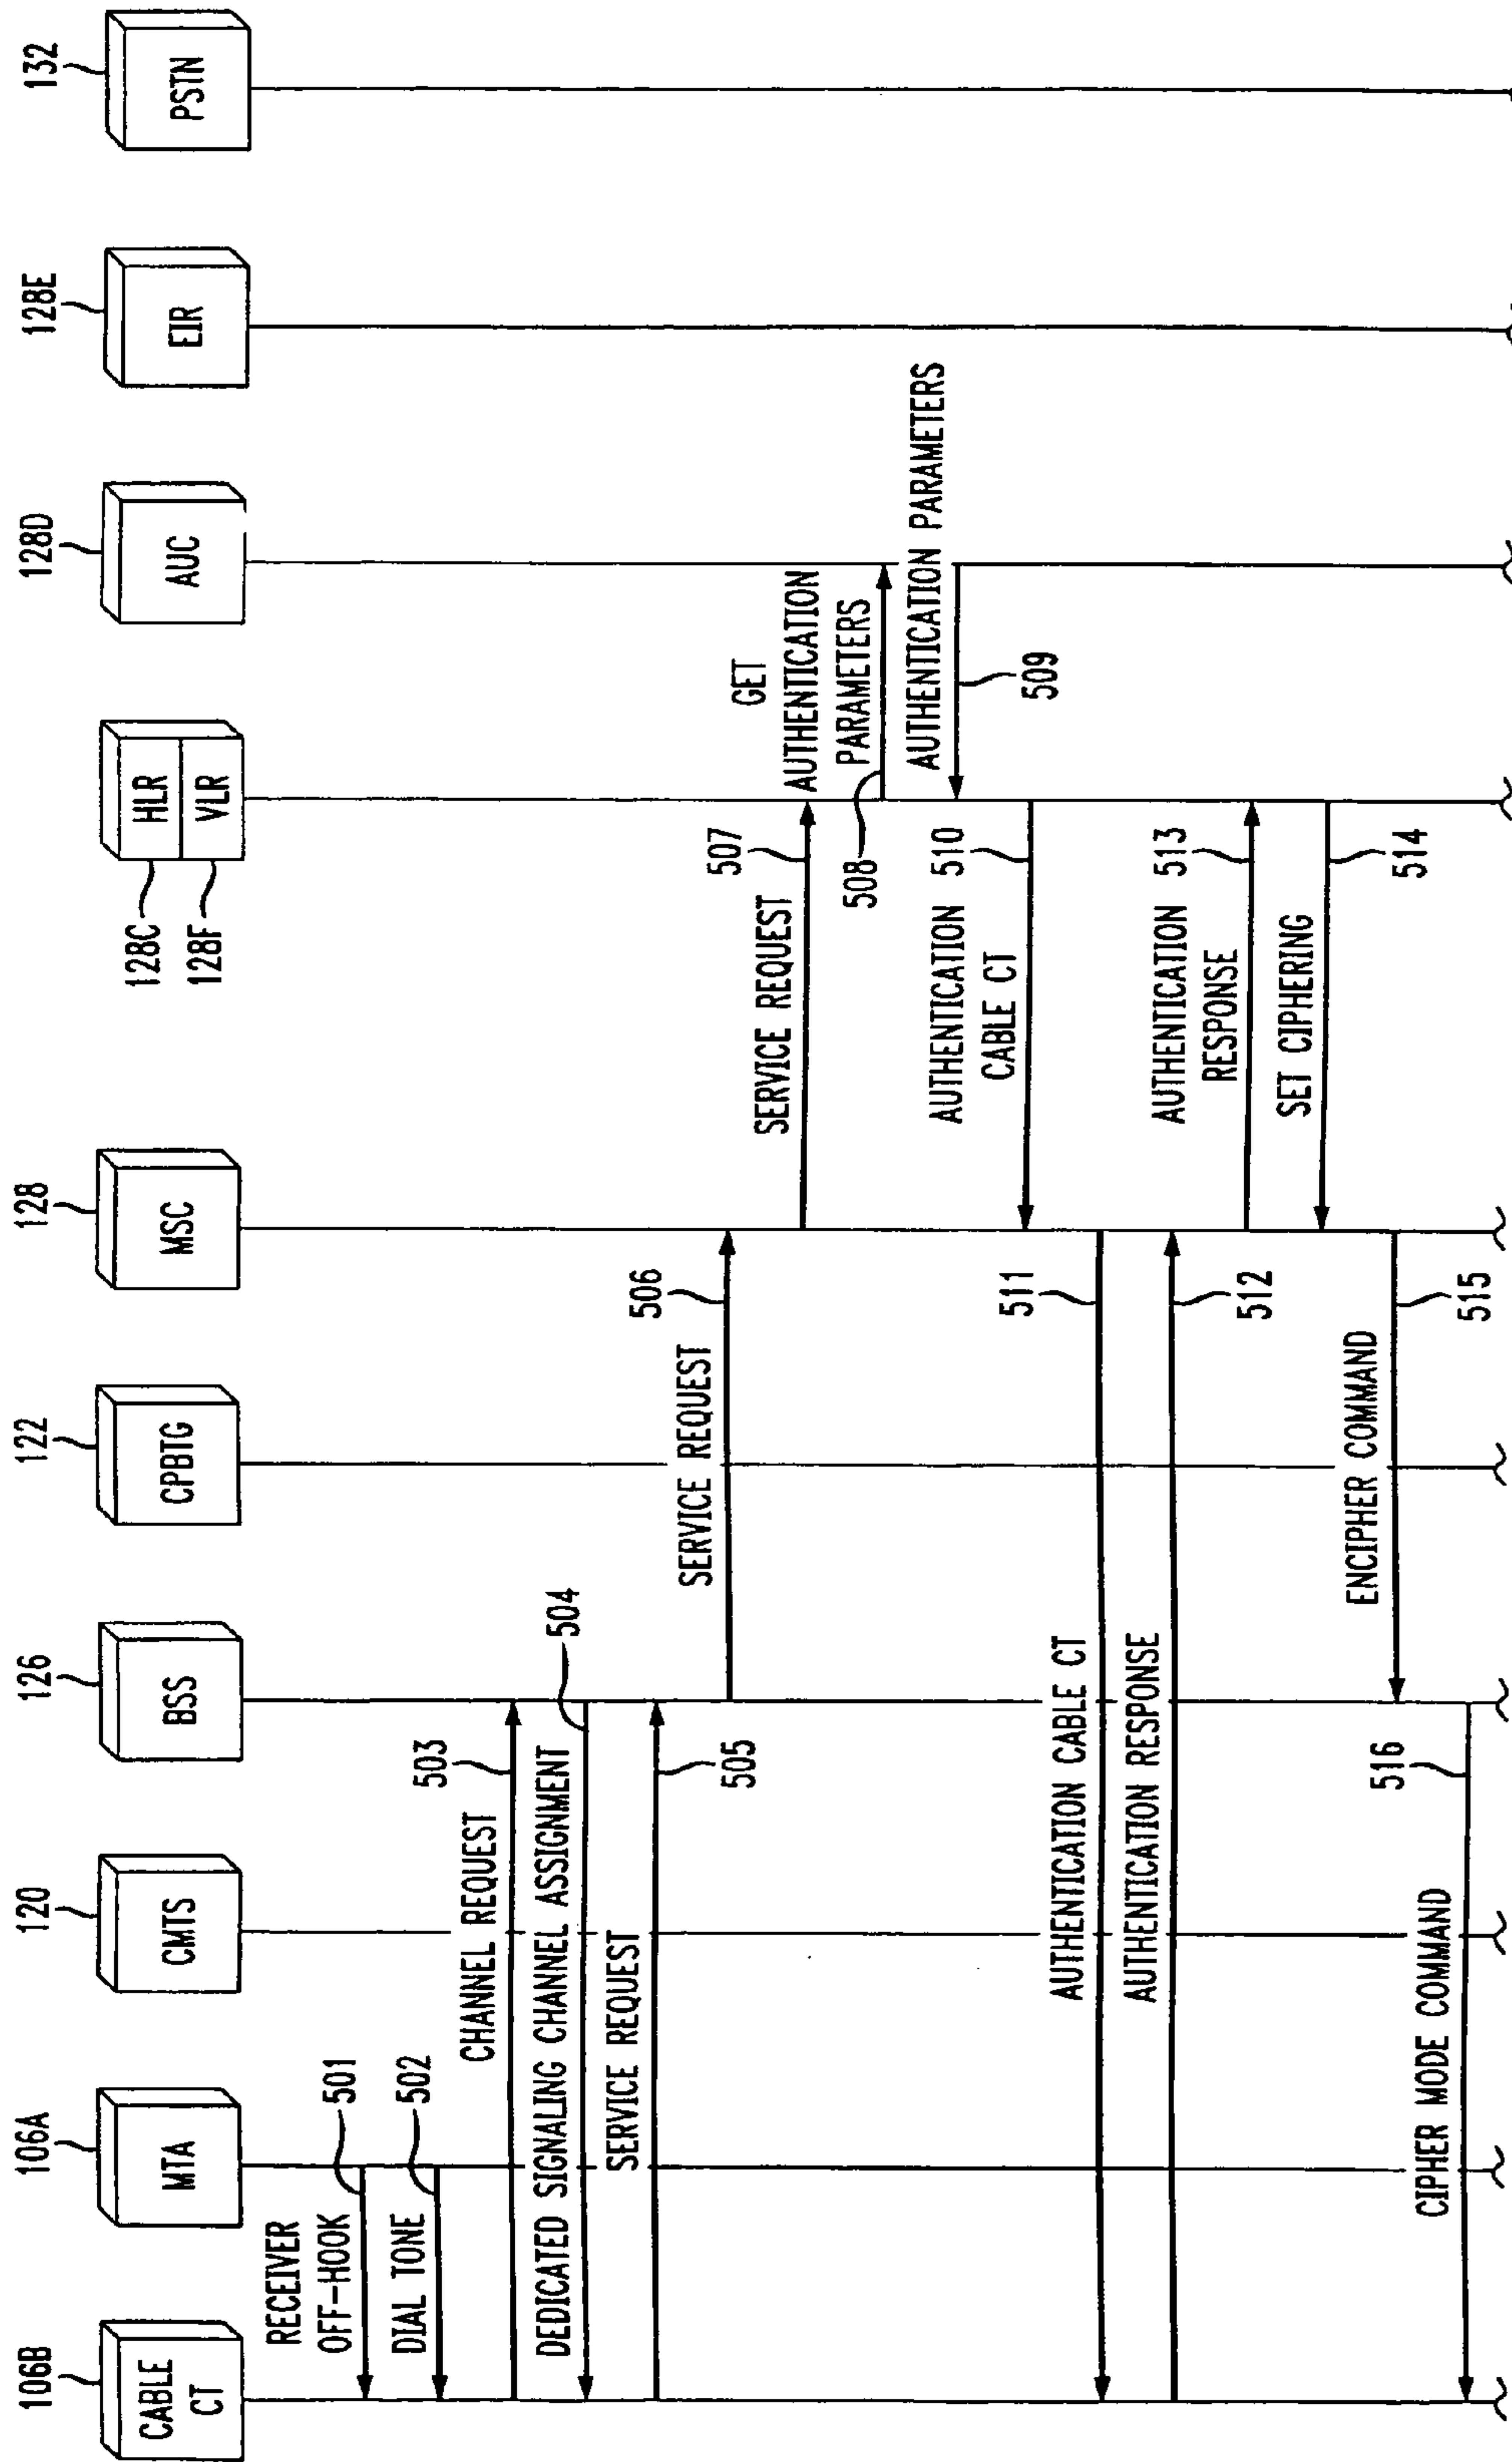 106B
CABLE
CT
106A
MTA
120
CMTS
126
BSS
122
CPBTG
128
MSC
128C
HLR
128F
VLR
128D
AUC
128E
EIR
132
PSTN
RECEIVER
OFF-HOOK
501
DIAL TONE
502
CHANNEL REQUEST
503
DEDICATED SIGNALING CHANNEL ASSIGNMENT
504
SERVICE REQUEST
505
SERVICE REQUEST
506
SERVICE REQUEST
507
GET
AUTHENTICATION
PARAMETERS
508
AUTHENTICATION PARAMETERS
509
AUTHENTICATION 510
CABLE CT
AUTHENTICATION CABLE CT
511
AUTHENTICATION RESPONSE
512
AUTHENTICATION 513
RESPONSE
SET CIPHERING
514
ENCIPHER COMMAND
515
CIPHER MODE COMMAND
516